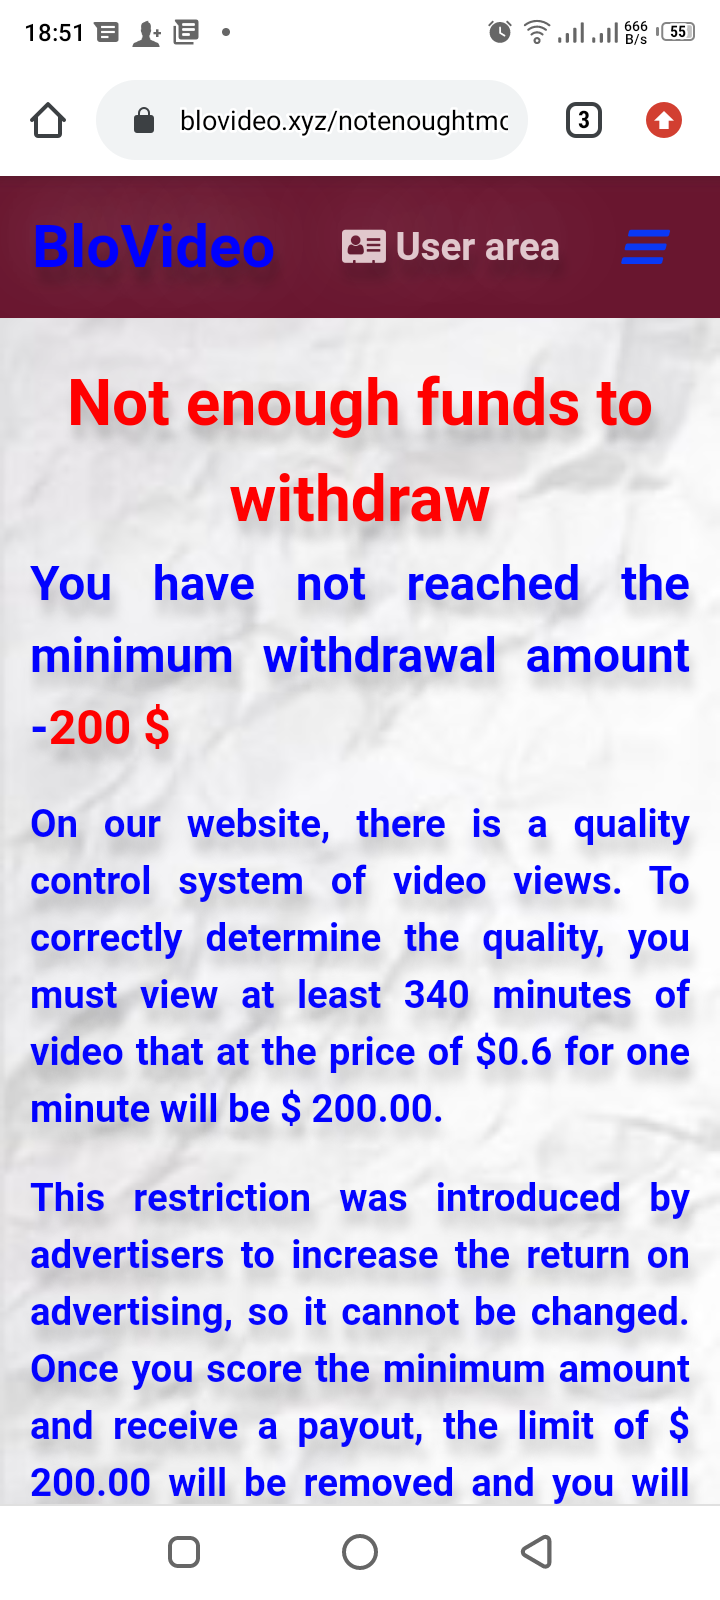 18:51
666
B/s
55
blovideo.xyz/notenoughtmo
3
BloVideo
User area
Not enough funds to
withdraw
You have not reached the
minimum withdrawal amount
-200 $
On our website, there is a quality
control system of video views. To
correctly determine the quality, you
must view at least 340 minutes of
video that at the price of $0.6 for one
minute will be $ 200.00.
This restriction was introduced by
advertisers to increase the return on
advertising, so it cannot be changed.
Once you score the minimum amount
and receive a payout, the limit of $
200.00 will be removed and you will